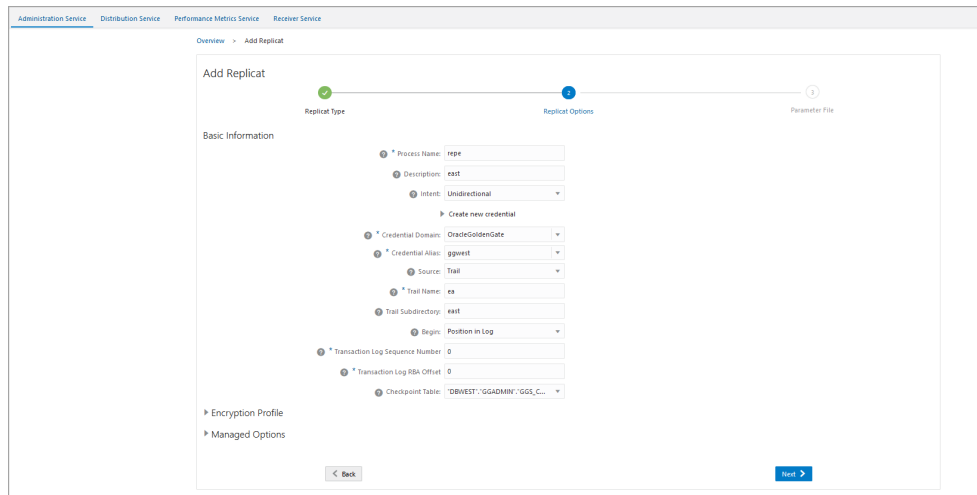 Administration Service Distribution Service Performance Metrics Service Receiver Service
Overview > Add Replicat
Add Replicat
2 3
Replicat Type Replicat Options Parameter File
Basic Information
? * Process Name: repe
? Description: east
? Intent: Unidirectional
Create new credential
? * Credential Domain: OracleGoldenGate
? * Credential Alias: ggwest
? Source: Trail
? * Trail Name: ea
? Trail Subdirectory: east
? Begin: Position in Log
? * Transaction Log Sequence Number 0
? * Transaction Log RBA Offset 0
? Checkpoint Table: "DBWEST"."GGADMIN"."GGS_C...
Encryption Profile
Managed Options
Back Next